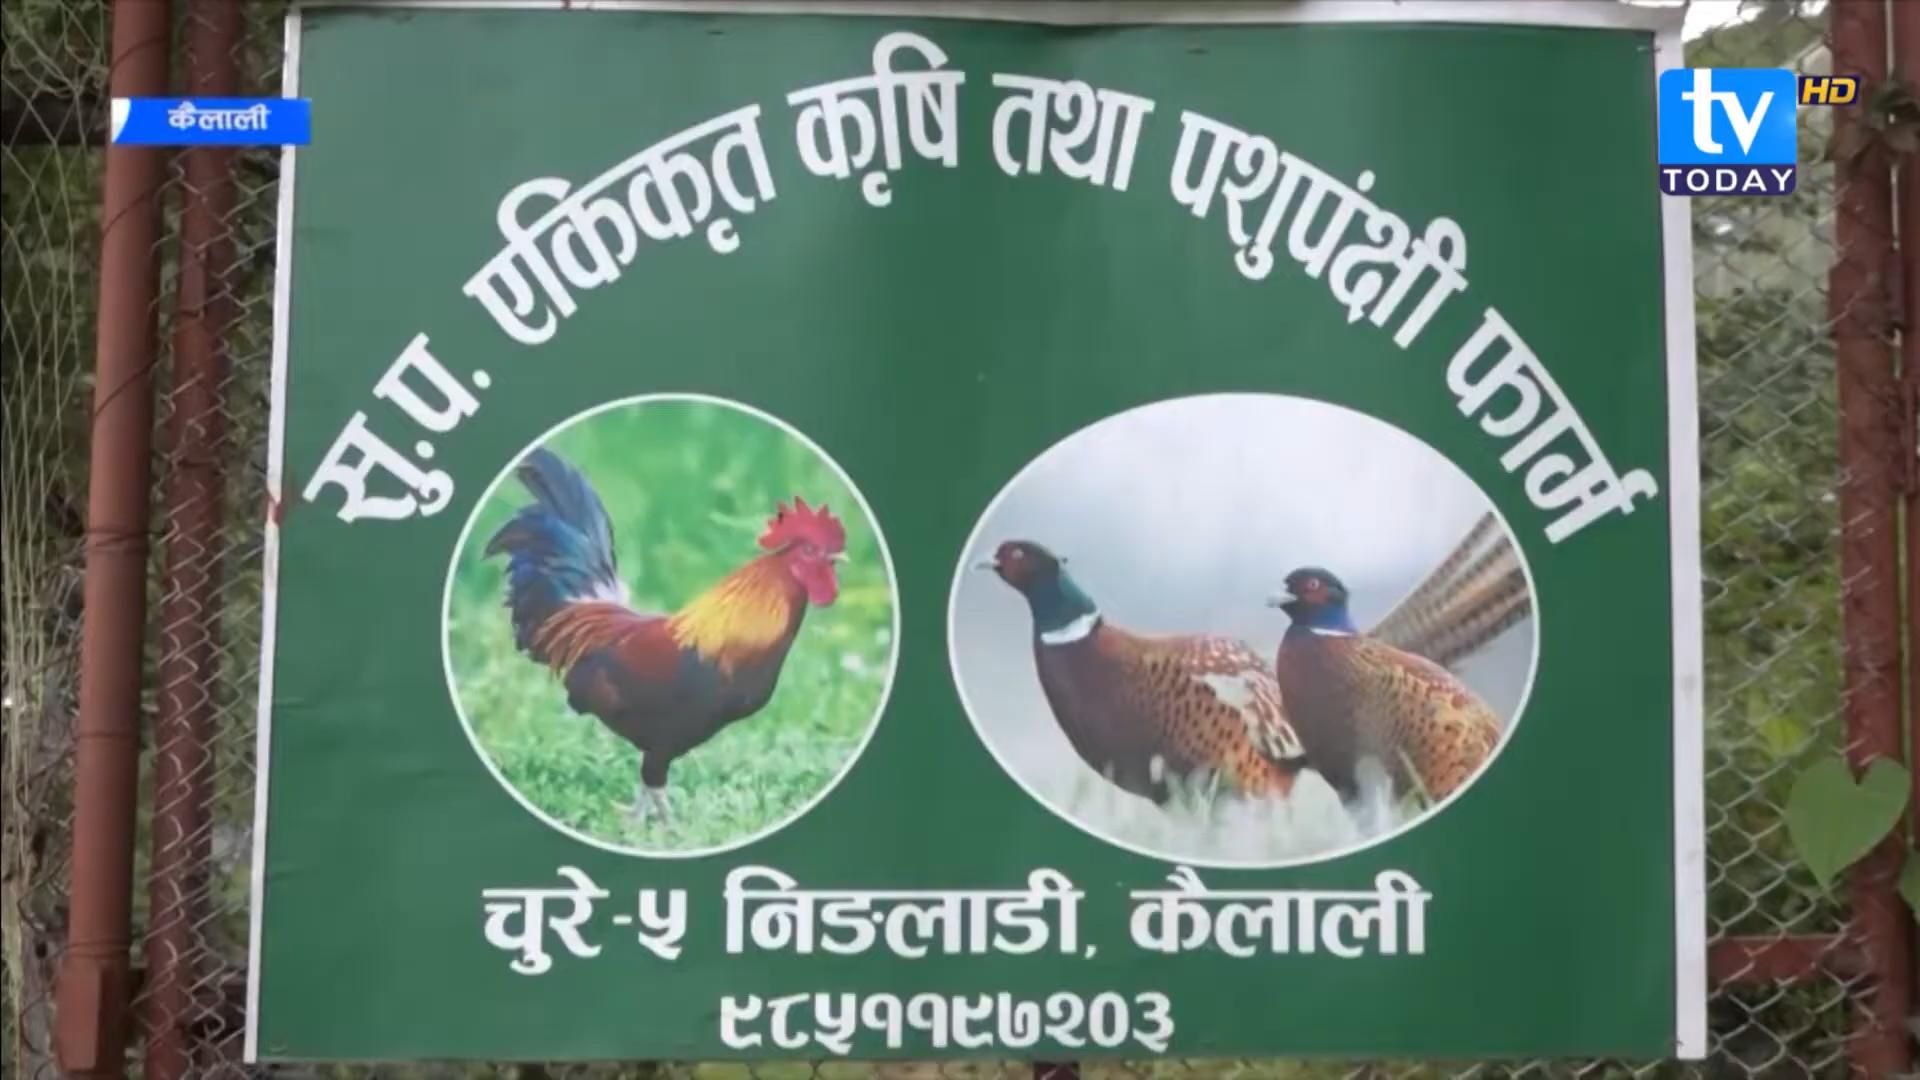 कैलाली
tv HD
TODAY
सु.प. एकिकृत कृषि तथा पशुपंक्षी फार्म
चुरे-५ निङलाडी, कैलाली
९८५११९७२०३